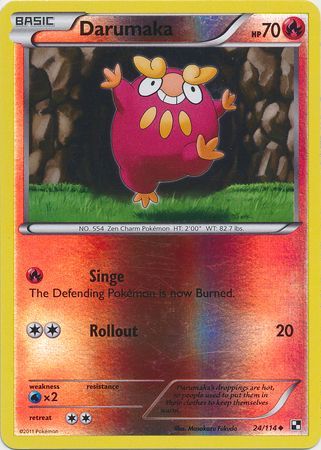 BASIC
Darumaka
HP 70
NO. 554 Zen Charm Pokémon HT: 2'00" WT: 82.7 lbs.
Singe
The Defending Pokémon is now Burned.
Rollout 20
weakness resistance
×2
retreat
Darumaka's droppings are hot,
so people used to put them in
their clothes to keep themselves
warm.
Illus. Masakazu Fukuda
©2011 Pokémon
24/114